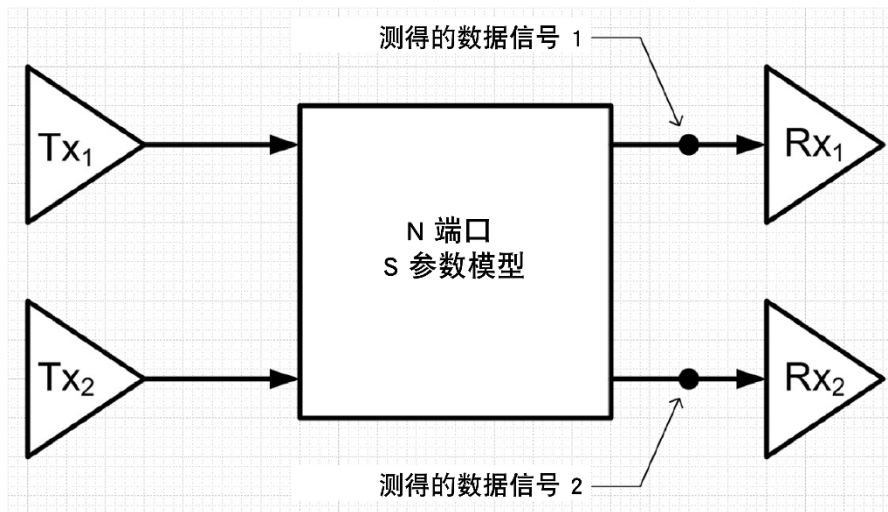 测得的数据信号 1
Tx₁
Rx₁
N 端口
S 参数模型
Tx₂
Rx₂
测得的数据信号 2